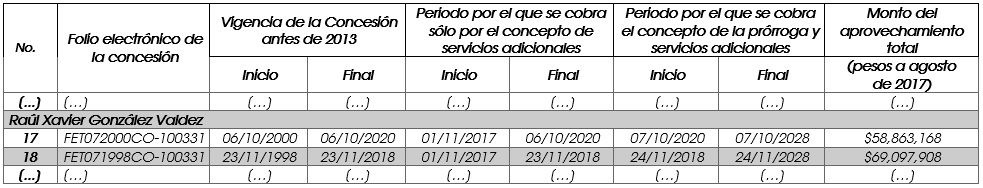 No.
Folio electrónico de la concesión
Vigencia de la Concesión antes de 2013
Periodo por el que se cobra sólo por el concepto de servicios adicionales
Periodo por el que se cobra el concepto de la prórroga y servicios adicionales
Monto del aprovechamiento total
Inicio Final Inicio Final Inicio Final (pesos a agosto de 2017)
(...) (...) (...) (...) (...) (...) (...) (...) (...)
Raúl Xavier González Valdez
17 FET072000CO-100331 06/10/2000 06/10/2020 01/11/2017 06/10/2020 07/10/2020 07/10/2028 $58,863,168
18 FET071998CO-100331 23/11/1998 23/11/2018 01/11/2017 23/11/2018 24/11/2018 24/11/2028 $69,097,908
(...) (...) (...) (...) (...) (...) (...) (...) (...)